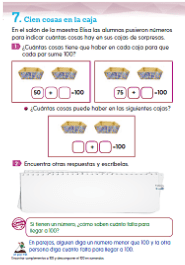 7. Cien cosas en la caja
En el salón de la maestra Elisa las alumnas pusieron números
para indicar cuántas cosas hay en sus cajas de sorpresas.
1 ¿Cuántas cosas tiene que haber en cada caja para que
cada par sume 100?
50 + =100
75 + =100
¿Cuántas cosas puede haber en las siguientes cajas?
+ =100
2 Encuentra otras respuestas y escríbelas.
Si tienen un número, ¿cómo saben cuánto falta para
llegar a 100?
En parejas, alguien diga un número menor que 100 y la otra
persona diga cuánto falta para llegar a 100.